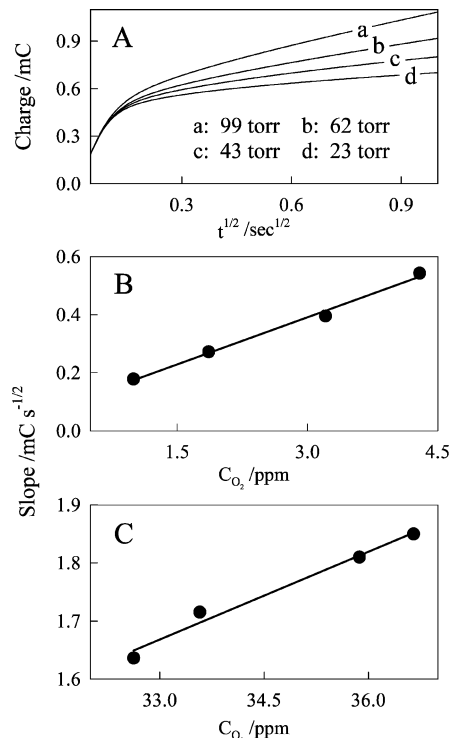 A
1.1
0.9
0.6
0.3
0.0
Charge /mC
a
b
c
d
a: 99 torr b: 62 torr
c: 43 torr d: 23 torr
0.3 0.6 0.9
t^1/2 /sec^1/2
B
0.6
0.4
0.2
0.0
1.5 3.0 4.5
C_O₂ /ppm
Slope /mC s^-1/2
C
1.9
1.8
1.7
1.6
33.0 34.5 36.0
C_O₂ /ppm